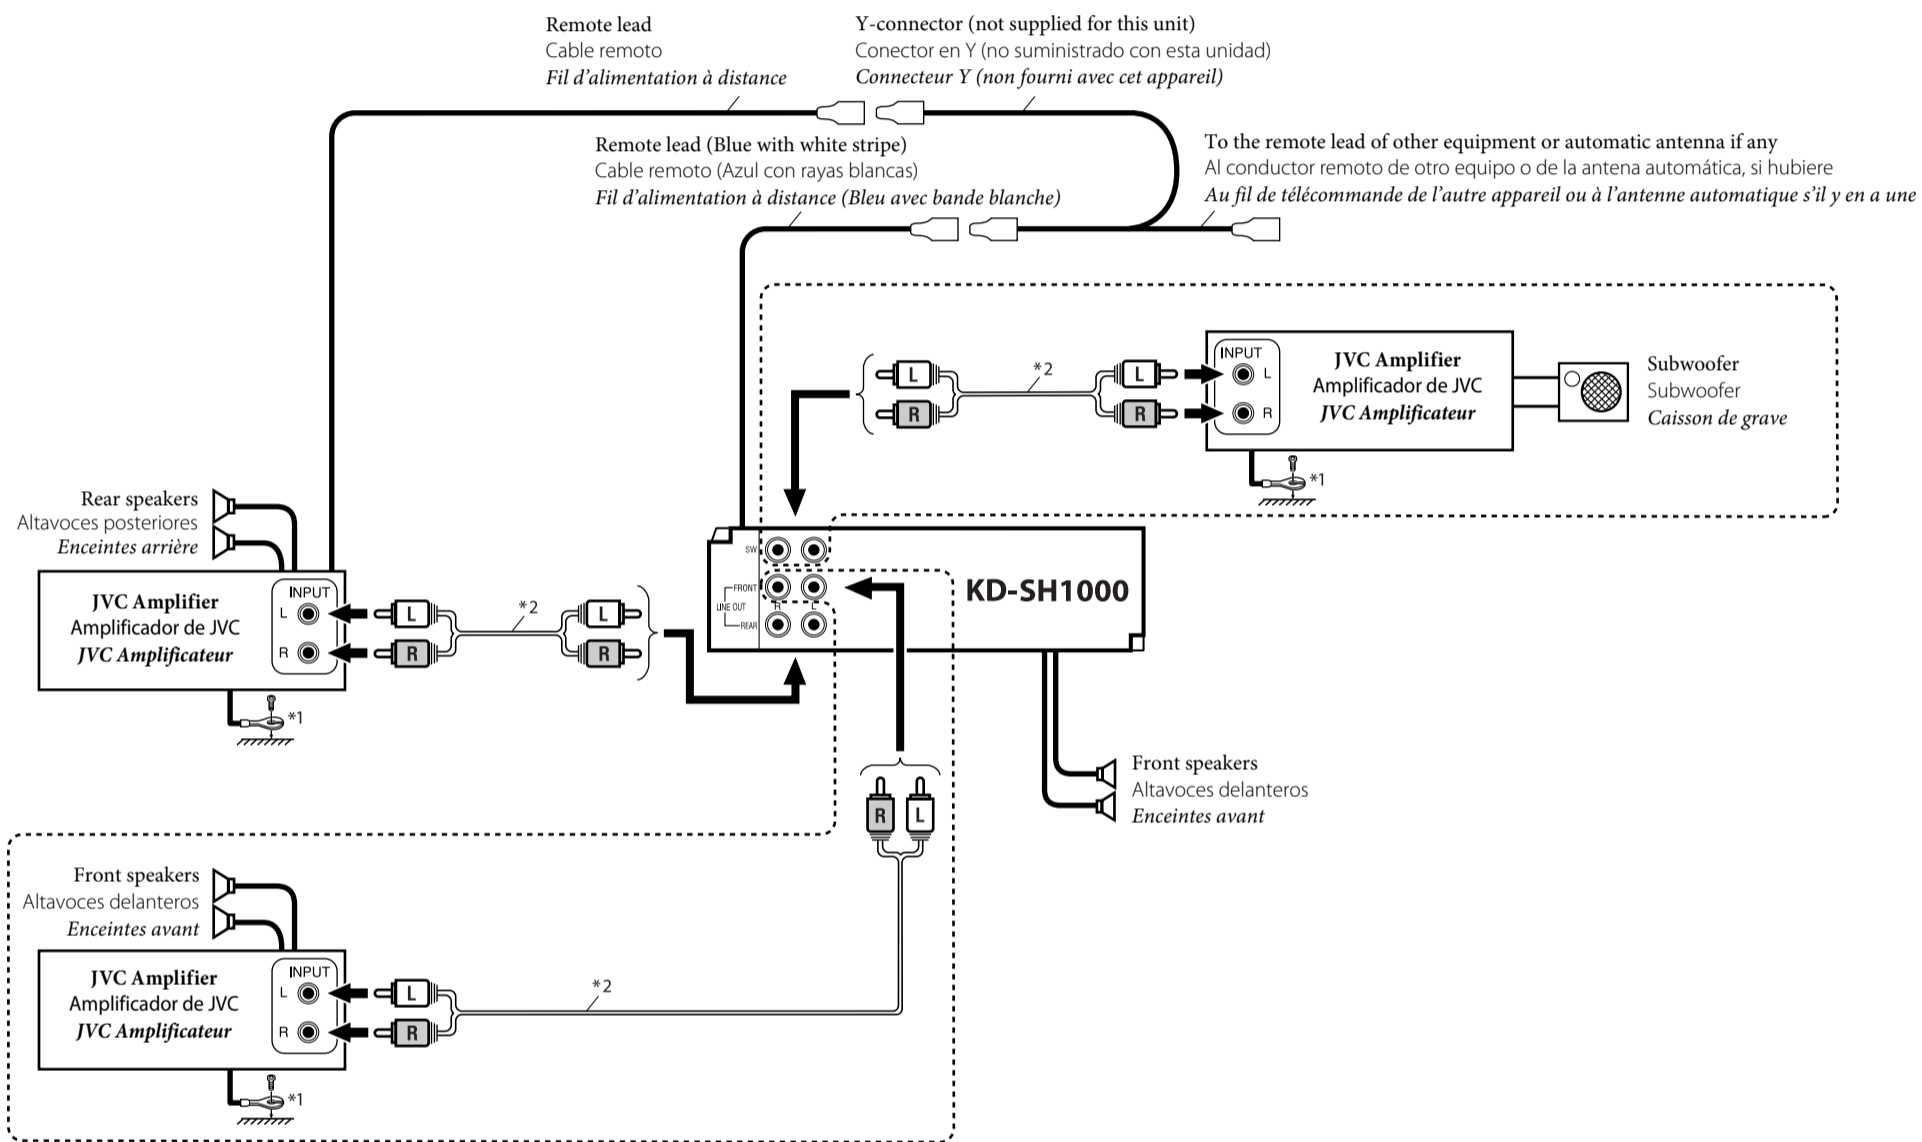 Remote lead
Cable remoto
Fil d’alimentation à distance
Y-connector (not supplied for this unit)
Conector en Y (no suministrado con esta unidad)
Connecteur Y (non fourni avec cet appareil)
Remote lead (Blue with white stripe)
Cable remoto (Azul con rayas blancas)
Fil d’alimentation à distance (Bleu avec bande blanche)
To the remote lead of other equipment or automatic antenna if any
Al conductor remoto de otro equipo o de la antena automática, si hubiere
Au fil de télécommande de l’autre appareil ou à l’antenne automatique s’il y en a une
L
R
*2
L
R
INPUT
L
R
JVC Amplifier
Amplificador de JVC
JVC Amplificateur
Subwoofer
Subwoofer
Caisson de grave
*1
Rear speakers
Altavoces posteriores
Enceintes arrière
JVC Amplifier
Amplificador de JVC
JVC Amplificateur
INPUT
L
R
L
R
*2
L
R
*1
SW
FRONT
LINE OUT
R
L
REAR
KD-SH1000
Front speakers
Altavoces delanteros
Enceintes avant
R
L
Front speakers
Altavoces delanteros
Enceintes avant
JVC Amplifier
Amplificador de JVC
JVC Amplificateur
INPUT
L
R
L
R
*2
*1